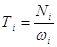 T_i = N_i / ω_i